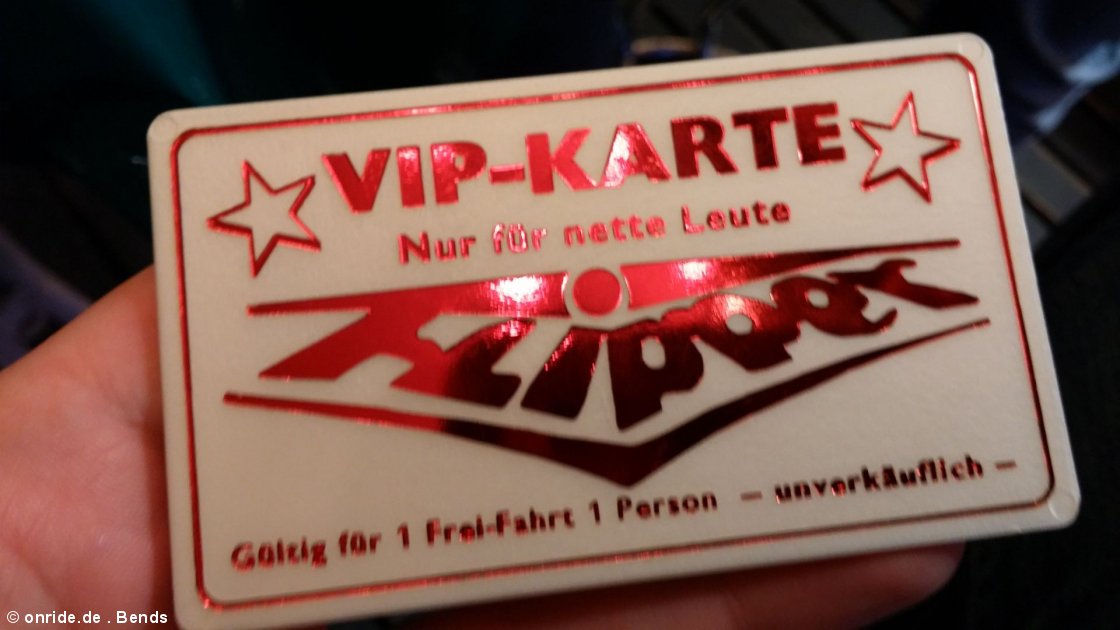 VIP-KARTE
Nur für nette Leute
Flipper
Gültig für 1 Frei-Fahrt 1 Person – unverkäuflich –
© onride.de . Bends